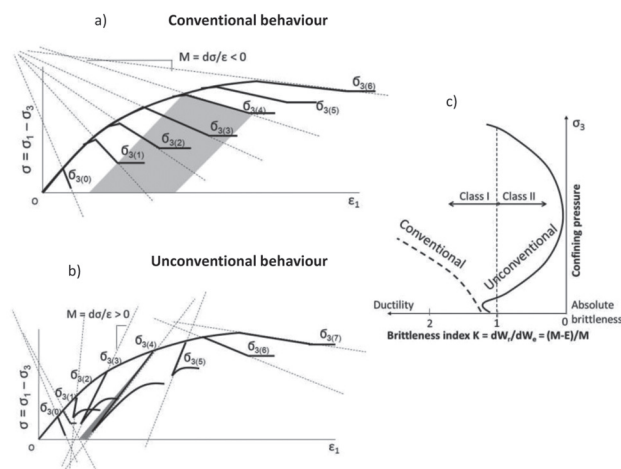 a)
Conventional behaviour
M = dσ/ε < 0
σ = σ₁ – σ₃
σ₃₍₀₎
σ₃₍₁₎
σ₃₍₂₎
σ₃₍₃₎
σ₃₍₄₎
σ₃₍₅₎
σ₃₍₆₎
o
ε₁
b)
Unconventional behaviour
M = dσ/ε > 0
σ = σ₁ – σ₃
σ₃₍₀₎
σ₃₍₁₎
σ₃₍₂₎
σ₃₍₃₎
σ₃₍₄₎
σ₃₍₅₎
σ₃₍₆₎
σ₃₍₇₎
o
ε₁
c)
σ₃
Class I
Class II
Conventional
Unconventional
Confining pressure
Ductility
Absolute
brittleness
2
1
0
Brittleness index K = dWᵣ/dWₑ = (M-E)/M